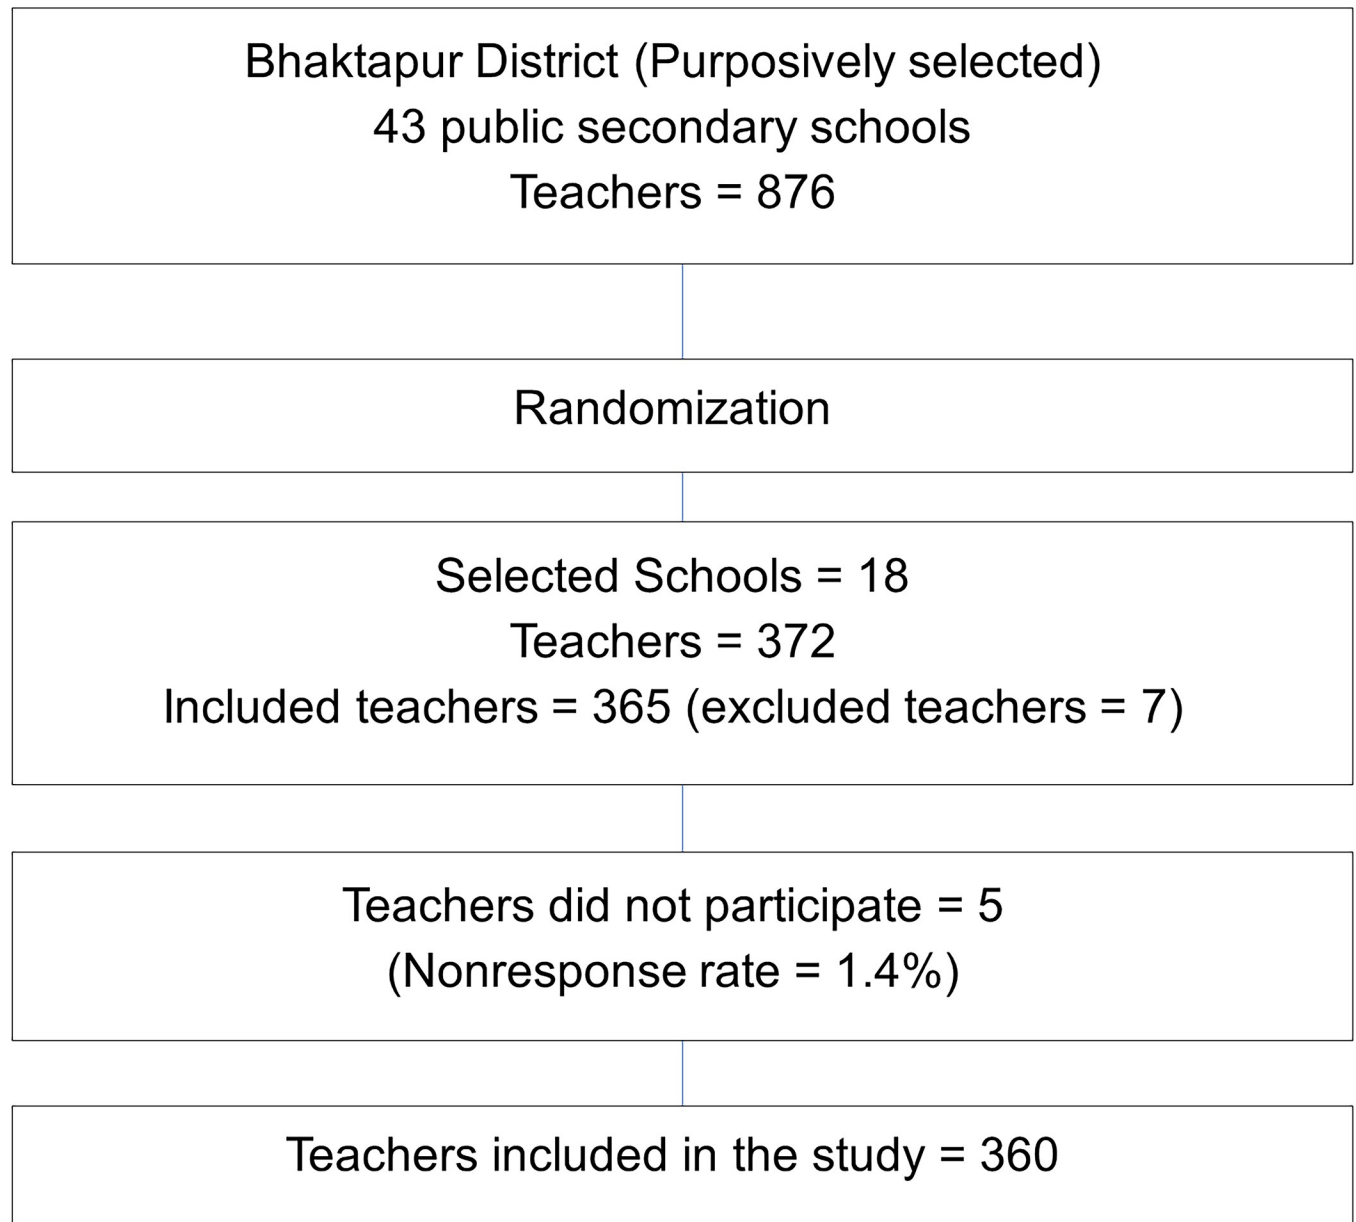 Bhaktapur District (Purposively selected)
43 public secondary schools
Teachers = 876
Randomization
Selected Schools = 18
Teachers = 372
Included teachers = 365 (excluded teachers = 7)
Teachers did not participate = 5
(Nonresponse rate = 1.4%)
Teachers included in the study = 360